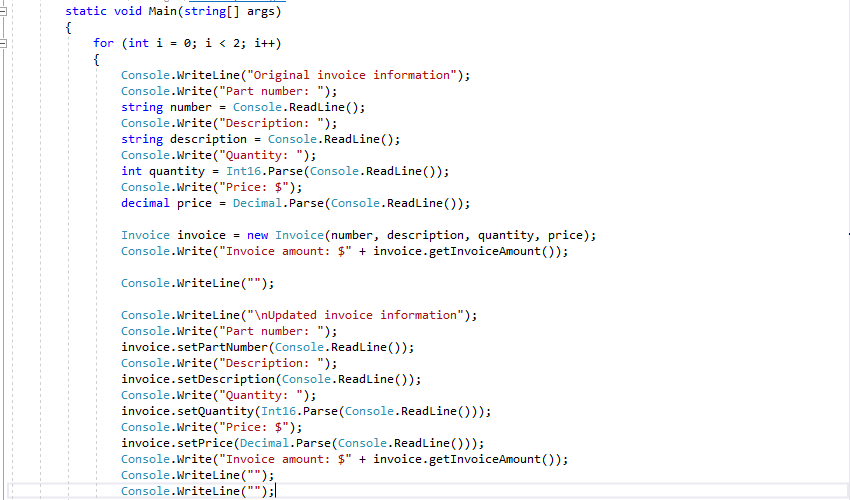 static void Main(string[] args)
{
for (int i = 0; i < 2; i++)
{
Console.WriteLine("Original invoice information");
Console.Write("Part number: ");
string number = Console.ReadLine();
Console.Write("Description: ");
string description = Console.ReadLine();
Console.Write("Quantity: ");
int quantity = Int16.Parse(Console.ReadLine());
Console.Write("Price: $");
decimal price = Decimal.Parse(Console.ReadLine());
Invoice invoice = new Invoice(number, description, quantity, price);
Console.Write("Invoice amount: $" + invoice.getInvoiceAmount());
Console.WriteLine("");
Console.WriteLine("\nUpdated invoice information");
Console.Write("Part number: ");
invoice.setPartNumber(Console.ReadLine());
Console.Write("Description: ");
invoice.setDescription(Console.ReadLine());
Console.Write("Quantity: ");
invoice.setQuantity(Int16.Parse(Console.ReadLine()));
Console.Write("Price: $");
invoice.setPrice(Decimal.Parse(Console.ReadLine()));
Console.Write("Invoice amount: $" + invoice.getInvoiceAmount());
Console.WriteLine("");
Console.WriteLine("");